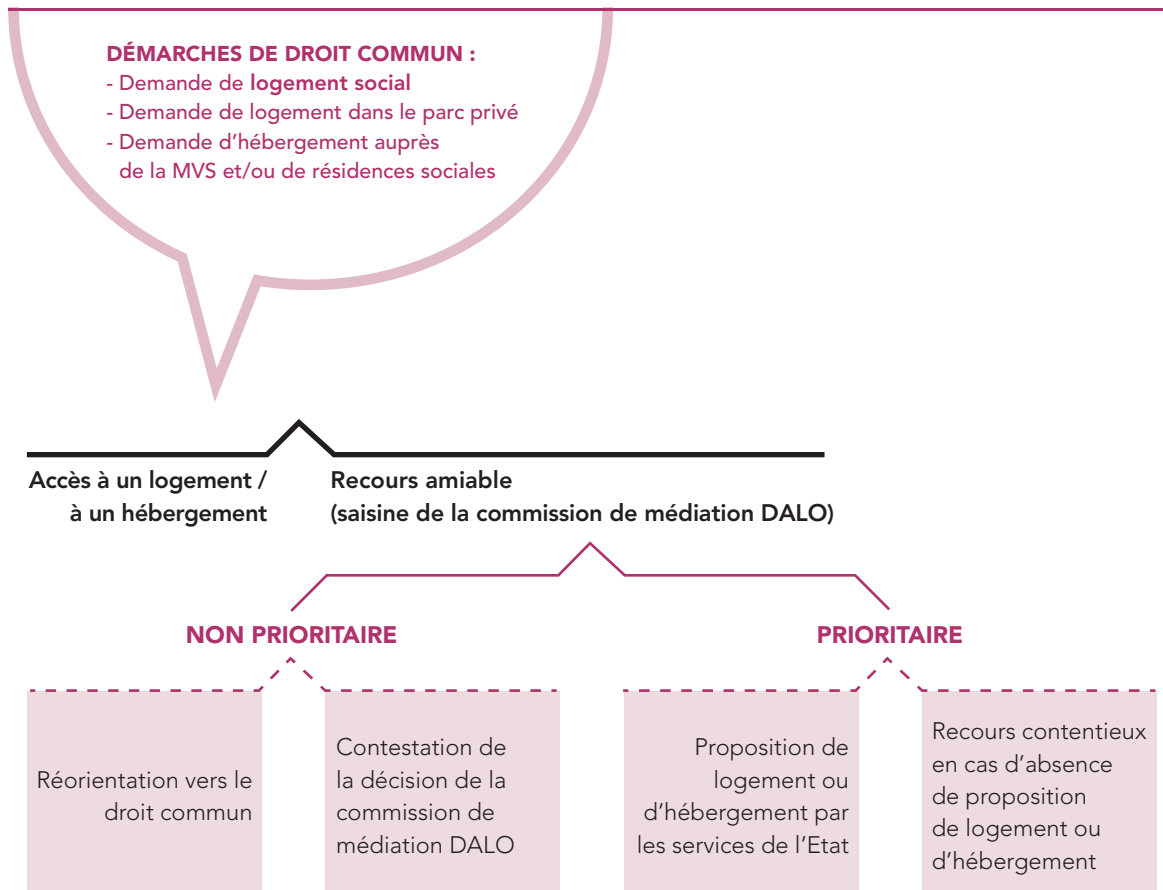 DÉMARCHES DE DROIT COMMUN :
- Demande de logement social
- Demande de logement dans le parc privé
- Demande d’hébergement auprès
de la MVS et/ou de résidences sociales
Accès à un logement /
à un hébergement
Recours amiable
(saisine de la commission de médiation DALO)
NON PRIORITAIRE
PRIORITAIRE
Réorientation vers le
droit commun
Contestation de
la décision de la
commission de
médiation DALO
Proposition de
logement ou
d’hébergement par
les services de l’Etat
Recours contentieux
en cas d’absence
de proposition
de logement ou
d’hébergement